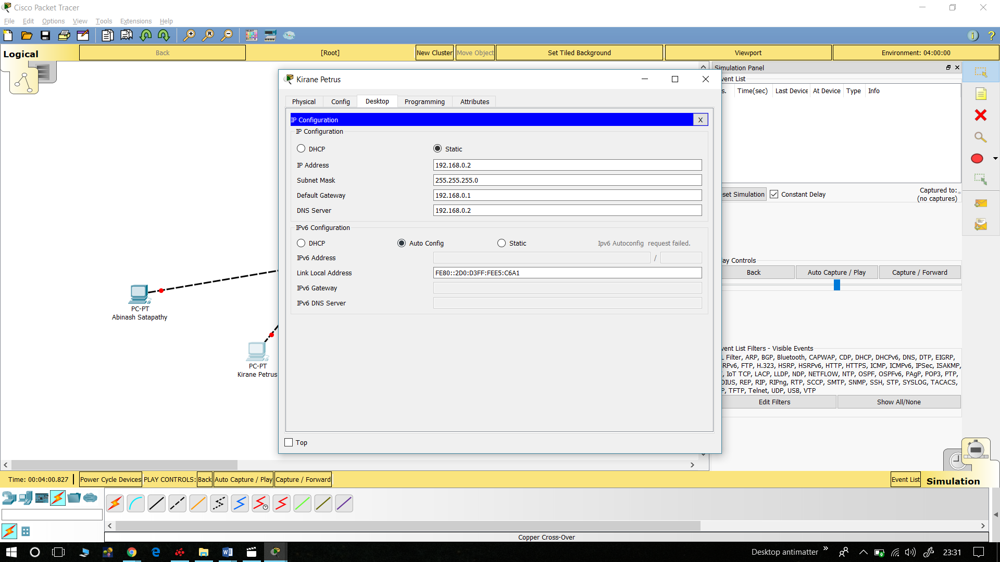 Cisco Packet Tracer
File Edit Options View Tools Extensions Help
Logical
Back
[Root]
New Cluster
Move Object
Set Tiled Background
Viewport
Environment: 04:00:00
Simulation Panel
vent List
s. Time(sec) Last Device At Device Type Info
Kirane Petrus
Physical Config Desktop Programming Attributes
IP Configuration
X
IP Configuration
DHCP
Static
IP Address 192.168.0.2
Subnet Mask 255.255.255.0
Default Gateway 192.168.0.1
DNS Server 192.168.0.2
IPv6 Configuration
DHCP
Auto Config
Static
Ipv6 Autoconfig request failed.
IPv6 Address /
Link Local Address FE80::2D0:D3FF:FEE5:C6A1
IPv6 Gateway
IPv6 DNS Server
Top
set Simulation
Constant Delay
Captured to:
(no captures)
*
ay Controls
Back
Auto Capture / Play
Capture / Forward
vent List Filters - Visible Events
L Filter, ARP, BGP, Bluetooth, CAPWAP, CDP, DHCP, DHCPv6, DNS, DTP, EIGRP,
RPv6, FTP, H.323, HSRP, HSRPv6, HTTP, HTTPS, ICMP, ICMPv6, IPSec, ISAKMP,
, IoT TCP, LACP, LLDP, NDP, NETFLOW, NTP, OSPF, OSPFv6, PAgP, POP3, PTP,
DIUS, REP, RIP, RIPng, RTP, SCCP, SMTP, SNMP, SSH, STP, SYSLOG, TACACS,
P, TFTP, Telnet, UDP, USB, VTP
Edit Filters
Show All/None
PC-PT
Abinash Satapathy
PC-PT
Kirane Petrus
Time: 00:04:00.827
Power Cycle Devices
PLAY CONTROLS:
Back
Auto Capture / Play
Capture / Forward
Event List
Simulation
Copper Cross-Over
Desktop antimatter
23:31